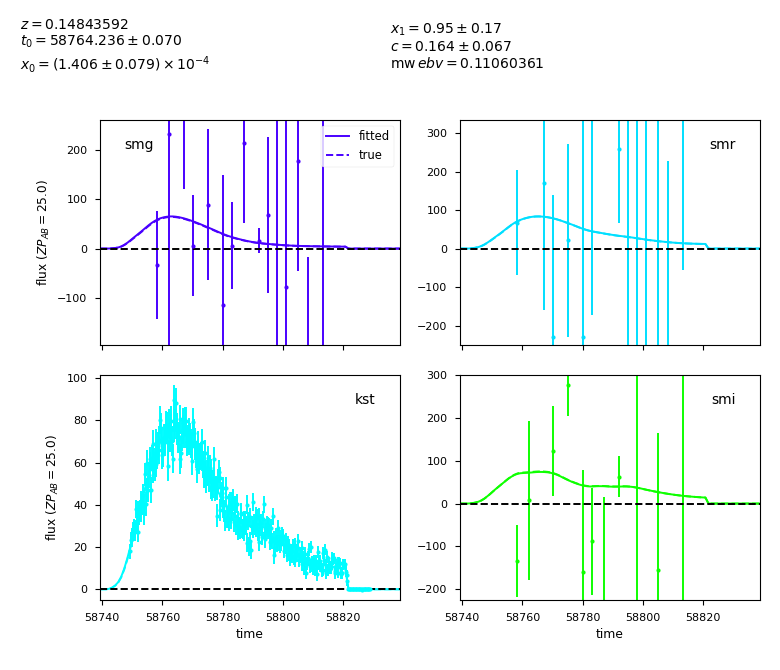 z = 0.14843592
t₀ = 58764.236 ± 0.070
x₀ = (1.406 ± 0.079) × 10⁻⁴
x₁ = 0.95 ± 0.17
c = 0.164 ± 0.067
mw ebv = 0.11060361
smg
fitted
true
200
100
0
−100
flux (ZP_AB = 25.0)
smr
300
200
100
0
−100
−200
kst
100
80
60
40
20
0
flux (ZP_AB = 25.0)
58740 58760 58780 58800 58820
time
smi
300
200
100
0
−100
−200
58740 58760 58780 58800 58820
time